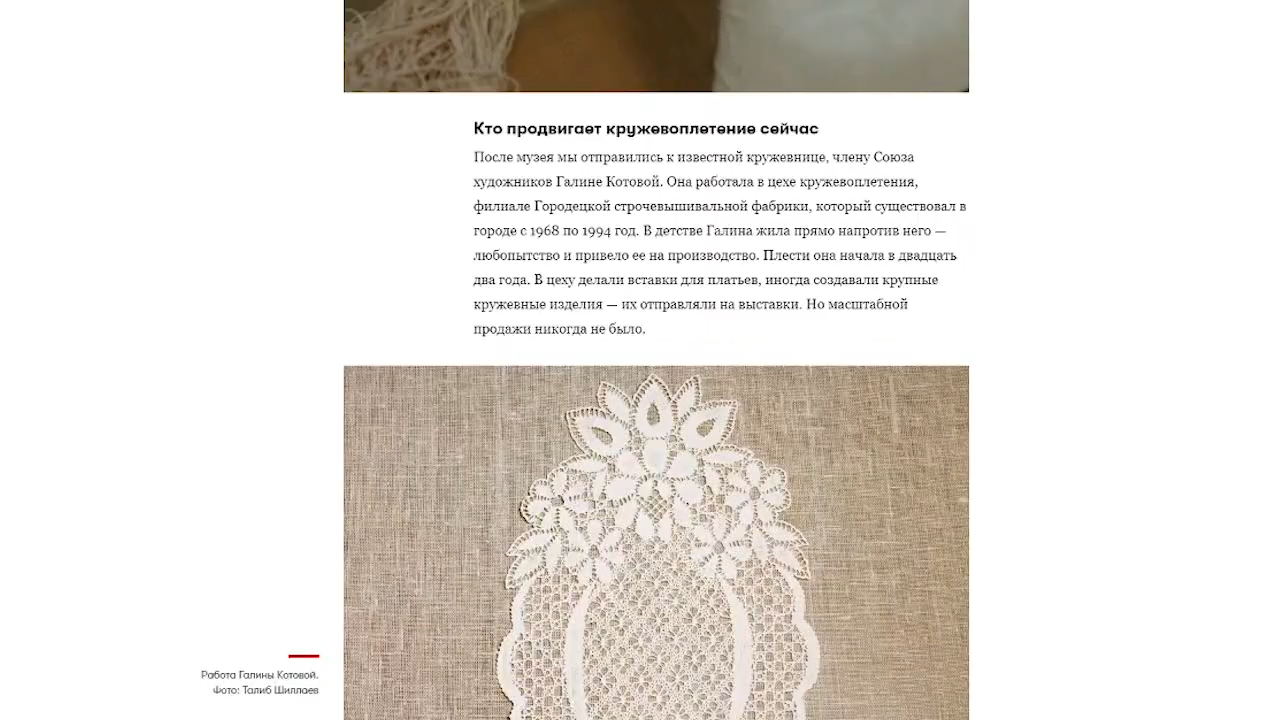 Кто продвигает кружевоплетение сейчас
После музея мы отправились к известной кружевнице, члену Союза
художников Галине Котовой. Она работала в цехе кружевоплетения,
филиале Городецкой строчевышивальной фабрики, который существовал в
городе с 1968 по 1994 год. В детстве Галина жила прямо напротив него —
любопытство и привело ее на производство. Плести она начала в двадцать
два года. В цеху делали вставки для платьев, иногда создавали крупные
кружевные изделия — их отправляли на выставки. Но масштабной
продажи никогда не было.
Работа Галины Котовой.
Фото: Талиб Шиллаев